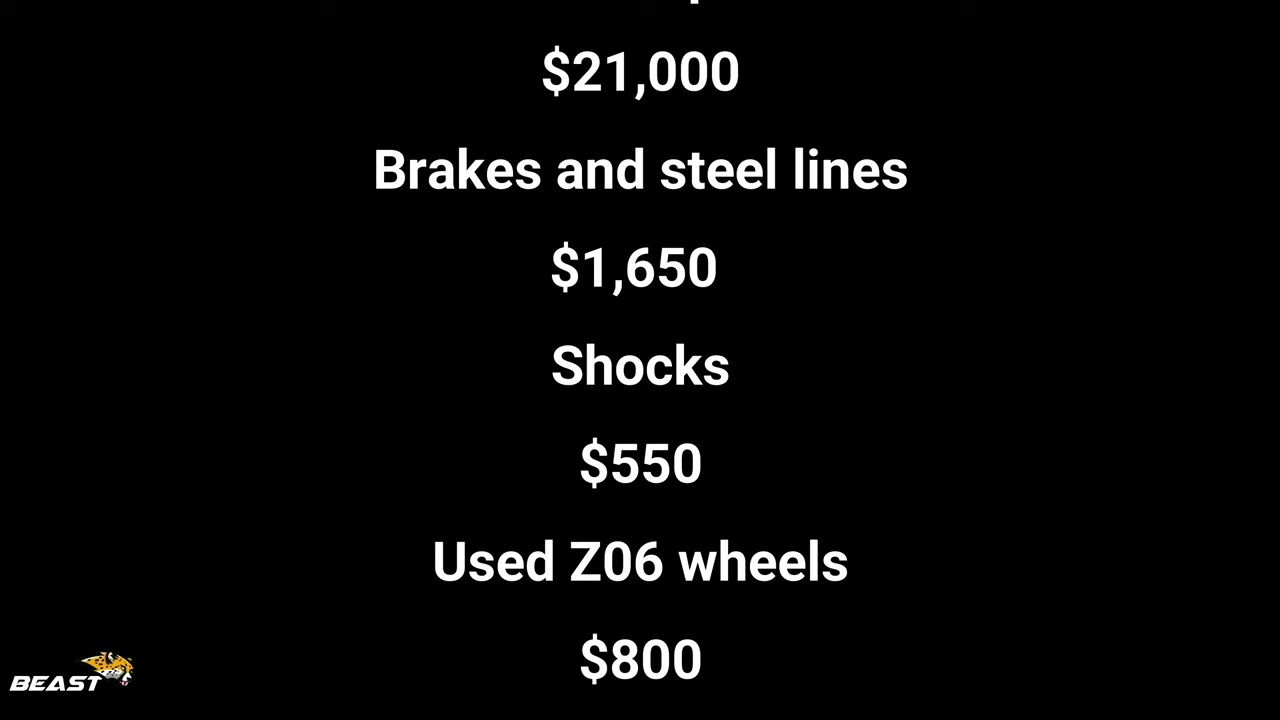 $21,000
Brakes and steel lines
$1,650
Shocks
$550
Used Z06 wheels
$800
BEAST